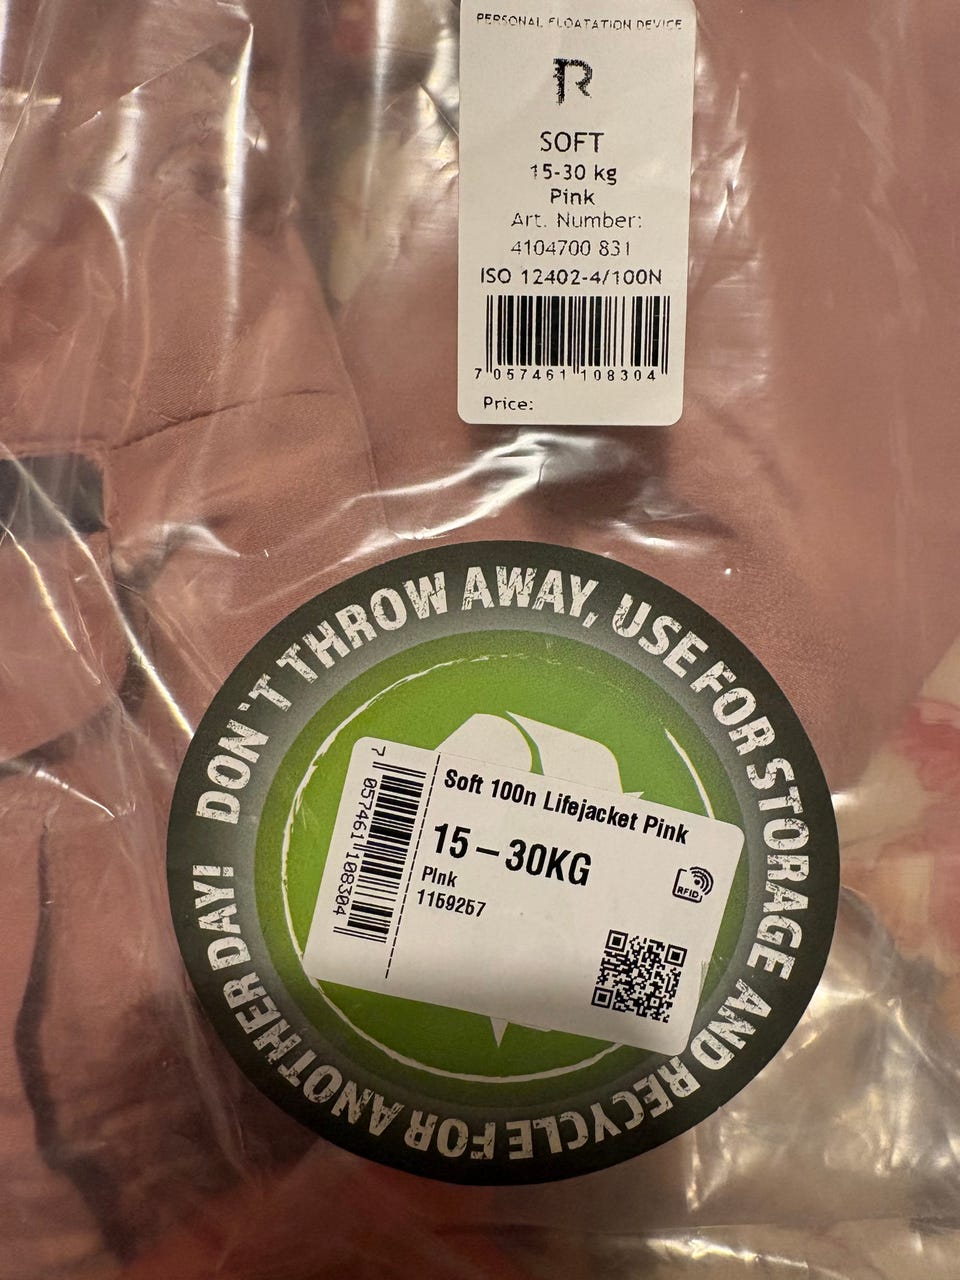 PERSONAL FLOATATION DEVICE
R
SOFT
15-30 kg
Pink
Art. Number:
4104700 831
ISO 12402-4/100N
7 057461 108304
Price:
DON'T THROW AWAY, USE FOR STORAGE AND RECYCLE FOR ANOTHER DAY!
7 057461 108304
Soft 100n Lifejacket Pink
15 – 30KG
Pink
1159257
RFID